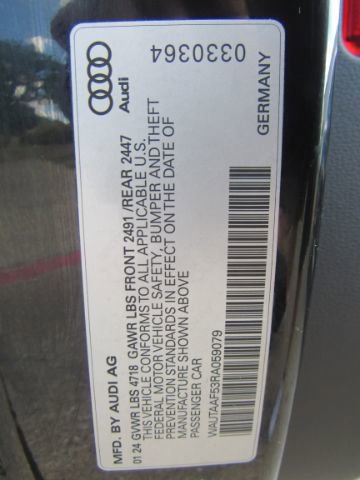 MFD. BY AUDI AG
01 24 GVWR LBS 4718 GAWR LBS FRONT 2491/REAR 2447
THIS VEHICLE CONFORMS TO ALL APPLICABLE U.S.
FEDERAL MOTOR VEHICLE SAFETY, BUMPER AND THEFT
PREVENTION STANDARDS IN EFFECT ON THE DATE OF
MANUFACTURE SHOWN ABOVE
PASSENGER CAR
WAUTAAF53RA059079
Audi
0330364
GERMANY